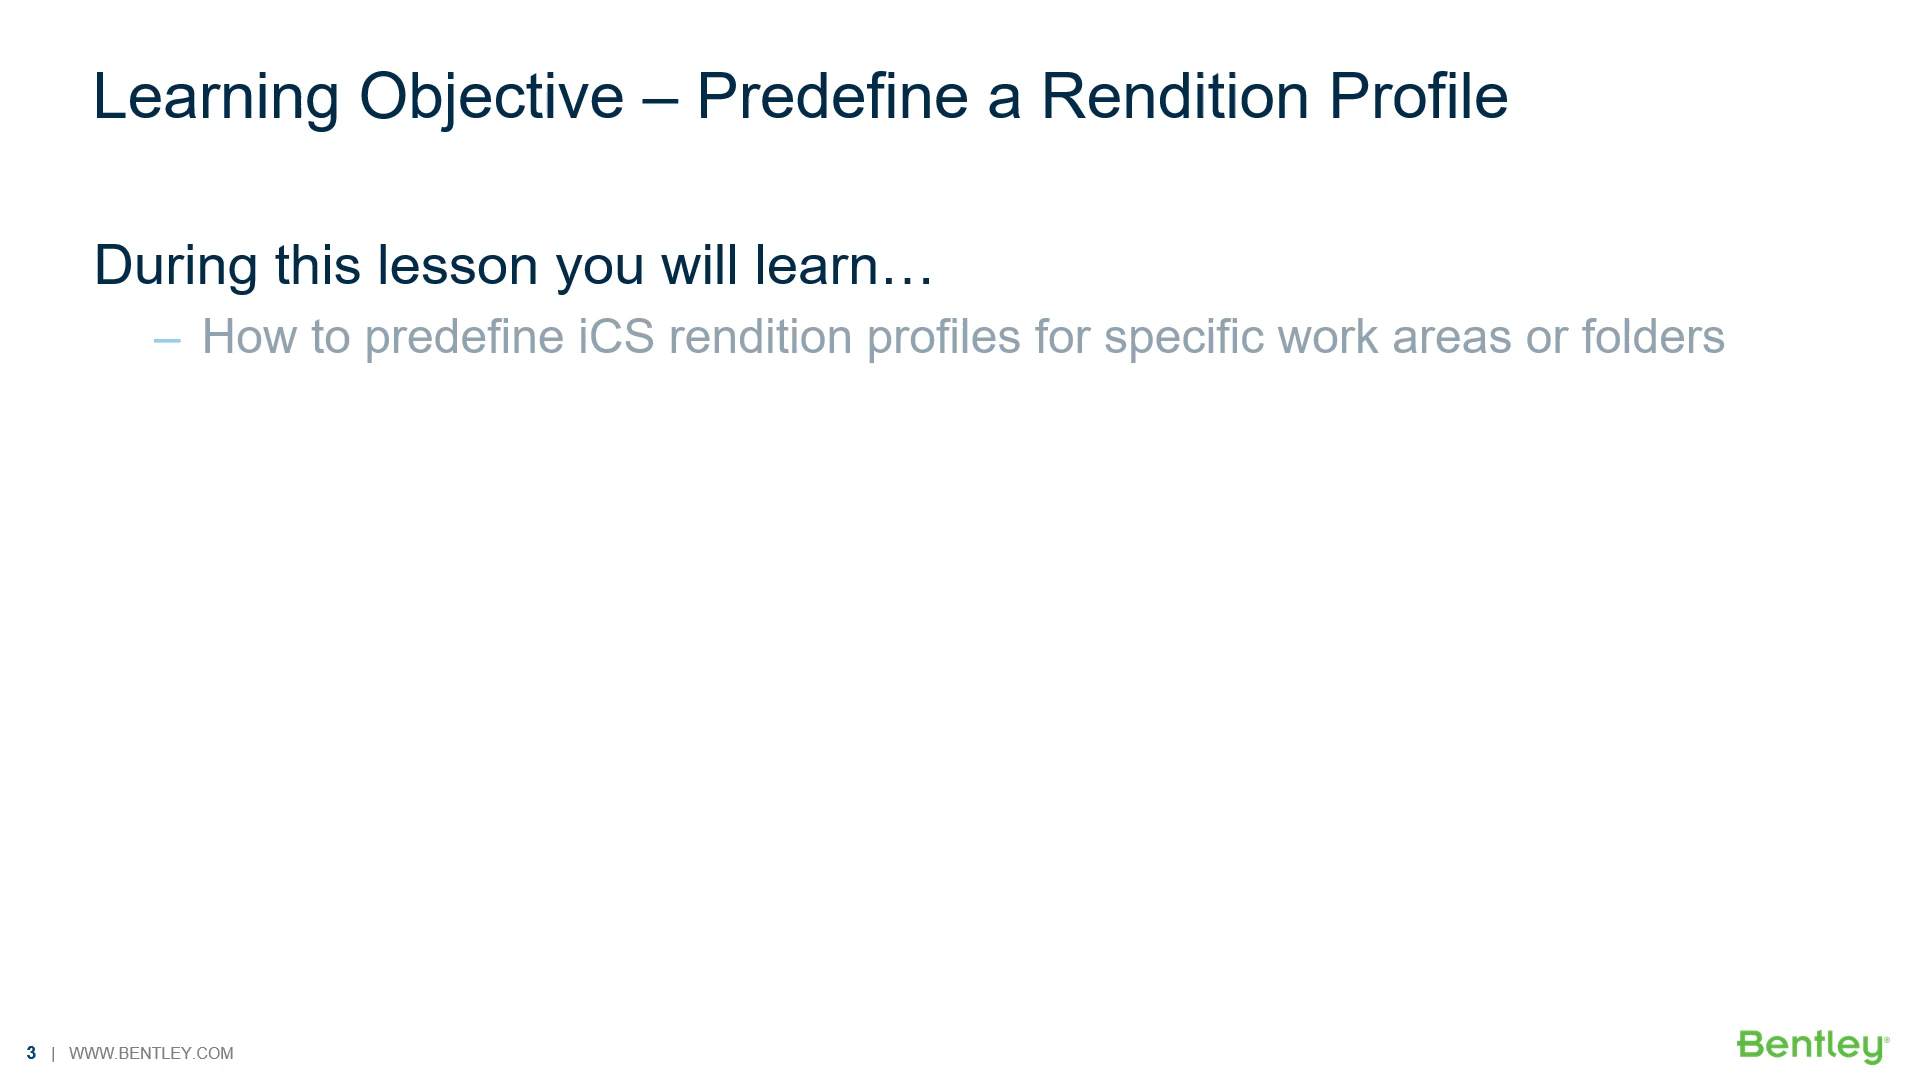 Learning Objective – Predefine a Rendition Profile
During this lesson you will learn…
– How to predefine iCS rendition profiles for specific work areas or folders
3 | WWW.BENTLEY.COM
Bentley®